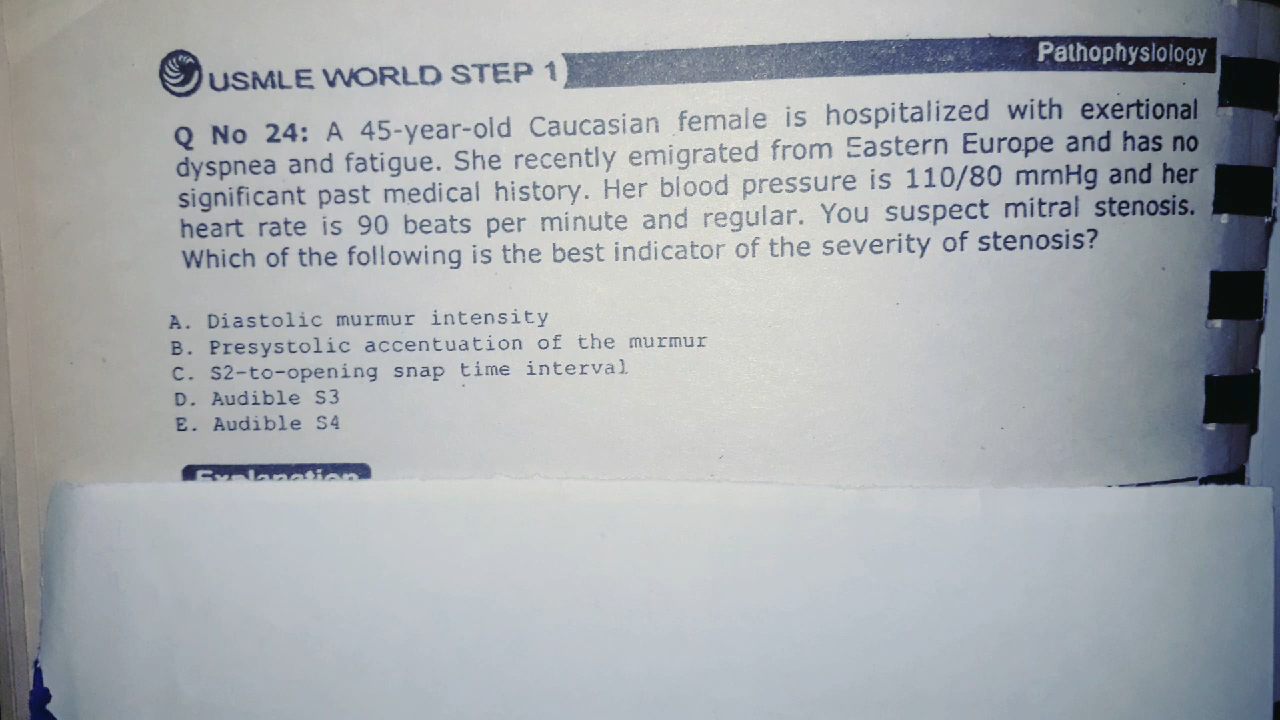 USMLE WORLD STEP 1
Pathophysiology
Q No 24: A 45-year-old Caucasian female is hospitalized with exertional
dyspnea and fatigue. She recently emigrated from Eastern Europe and has no
significant past medical history. Her blood pressure is 110/80 mmHg and her
heart rate is 90 beats per minute and regular. You suspect mitral stenosis.
Which of the following is the best indicator of the severity of stenosis?
A. Diastolic murmur intensity
B. Presystolic accentuation of the murmur
C. S2-to-opening snap time interval
D. Audible S3
E. Audible S4
Explanation